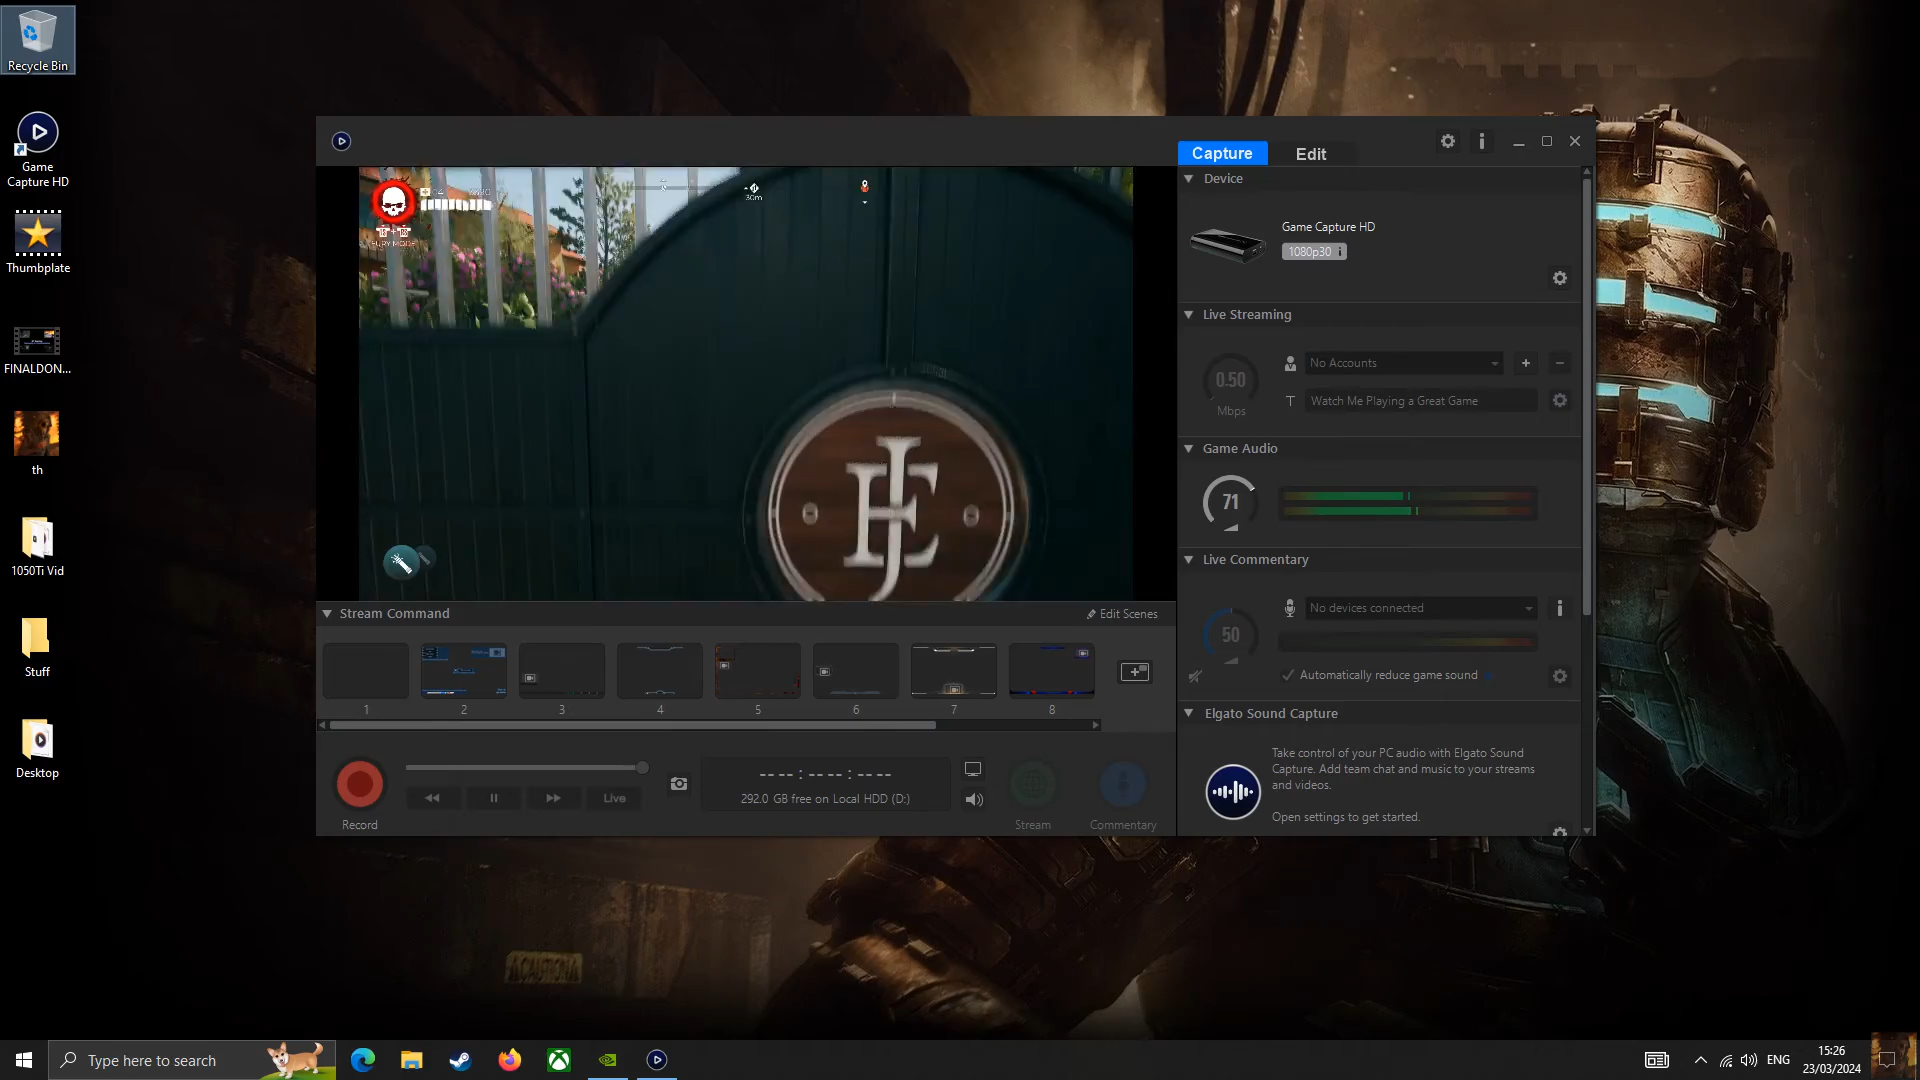 Recycle Bin
Game
Capture HD
Thumbplate
FINALDON...
th
1050Ti Vid
Stuff
Desktop
Capture
Edit
Device
Game Capture HD
1080p30 i
Live Streaming
0.50
Mbps
No Accounts
+
−
T
Watch Me Playing a Great Game
Game Audio
71
Live Commentary
50
No devices connected
Automatically reduce game sound
Elgato Sound Capture
Take control of your PC audio with Elgato Sound
Capture. Add team chat and music to your streams
and videos.
Open settings to get started.
30m
FURY MODE
Stream Command
Edit Scenes
1
2
3
4
5
6
7
8
Live
-- -- : -- -- : -- --
292.0 GB free on Local HDD (D:)
Record
Stream
Commentary
Type here to search
ENG
15:26
23/03/2024